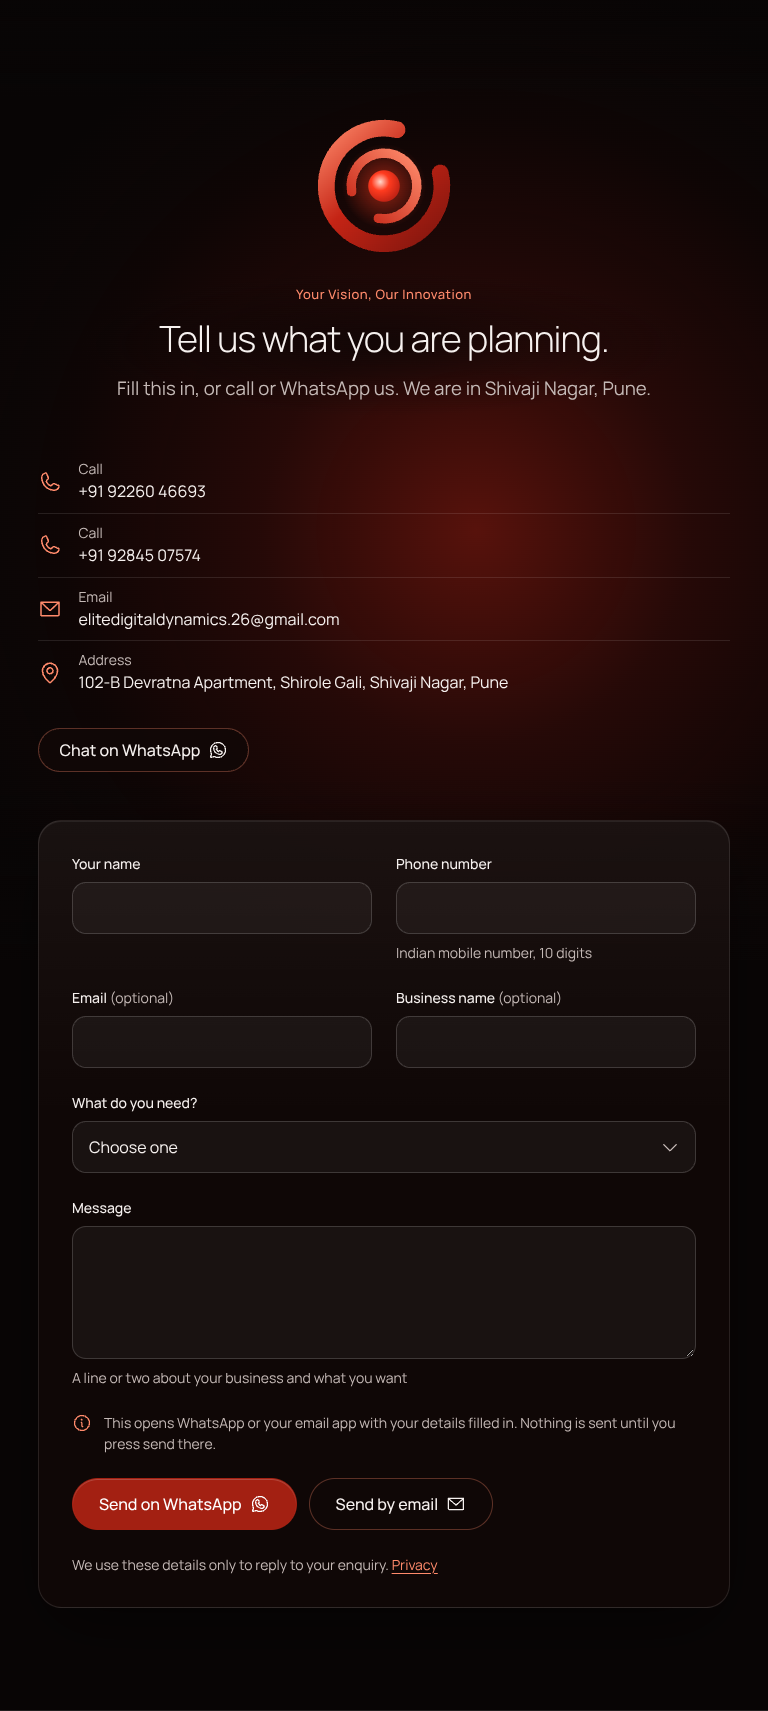 Your Vision, Our Innovation
Tell us what you are planning.
Fill this in, or call or WhatsApp us. We are in Shivaji Nagar, Pune.
Call
+91 92260 46693
Call
+91 92845 07574
Email
elitedigitaldynamics.26@gmail.com
Address
102-B Devratna Apartment, Shirole Gali, Shivaji Nagar, Pune
Chat on WhatsApp
Your name
Phone number
Indian mobile number, 10 digits
Email (optional)
Business name (optional)
What do you need?
Choose one
Message
A line or two about your business and what you want
This opens WhatsApp or your email app with your details filled in. Nothing is sent until you
press send there.
Send on WhatsApp
Send by email
We use these details only to reply to your enquiry. Privacy